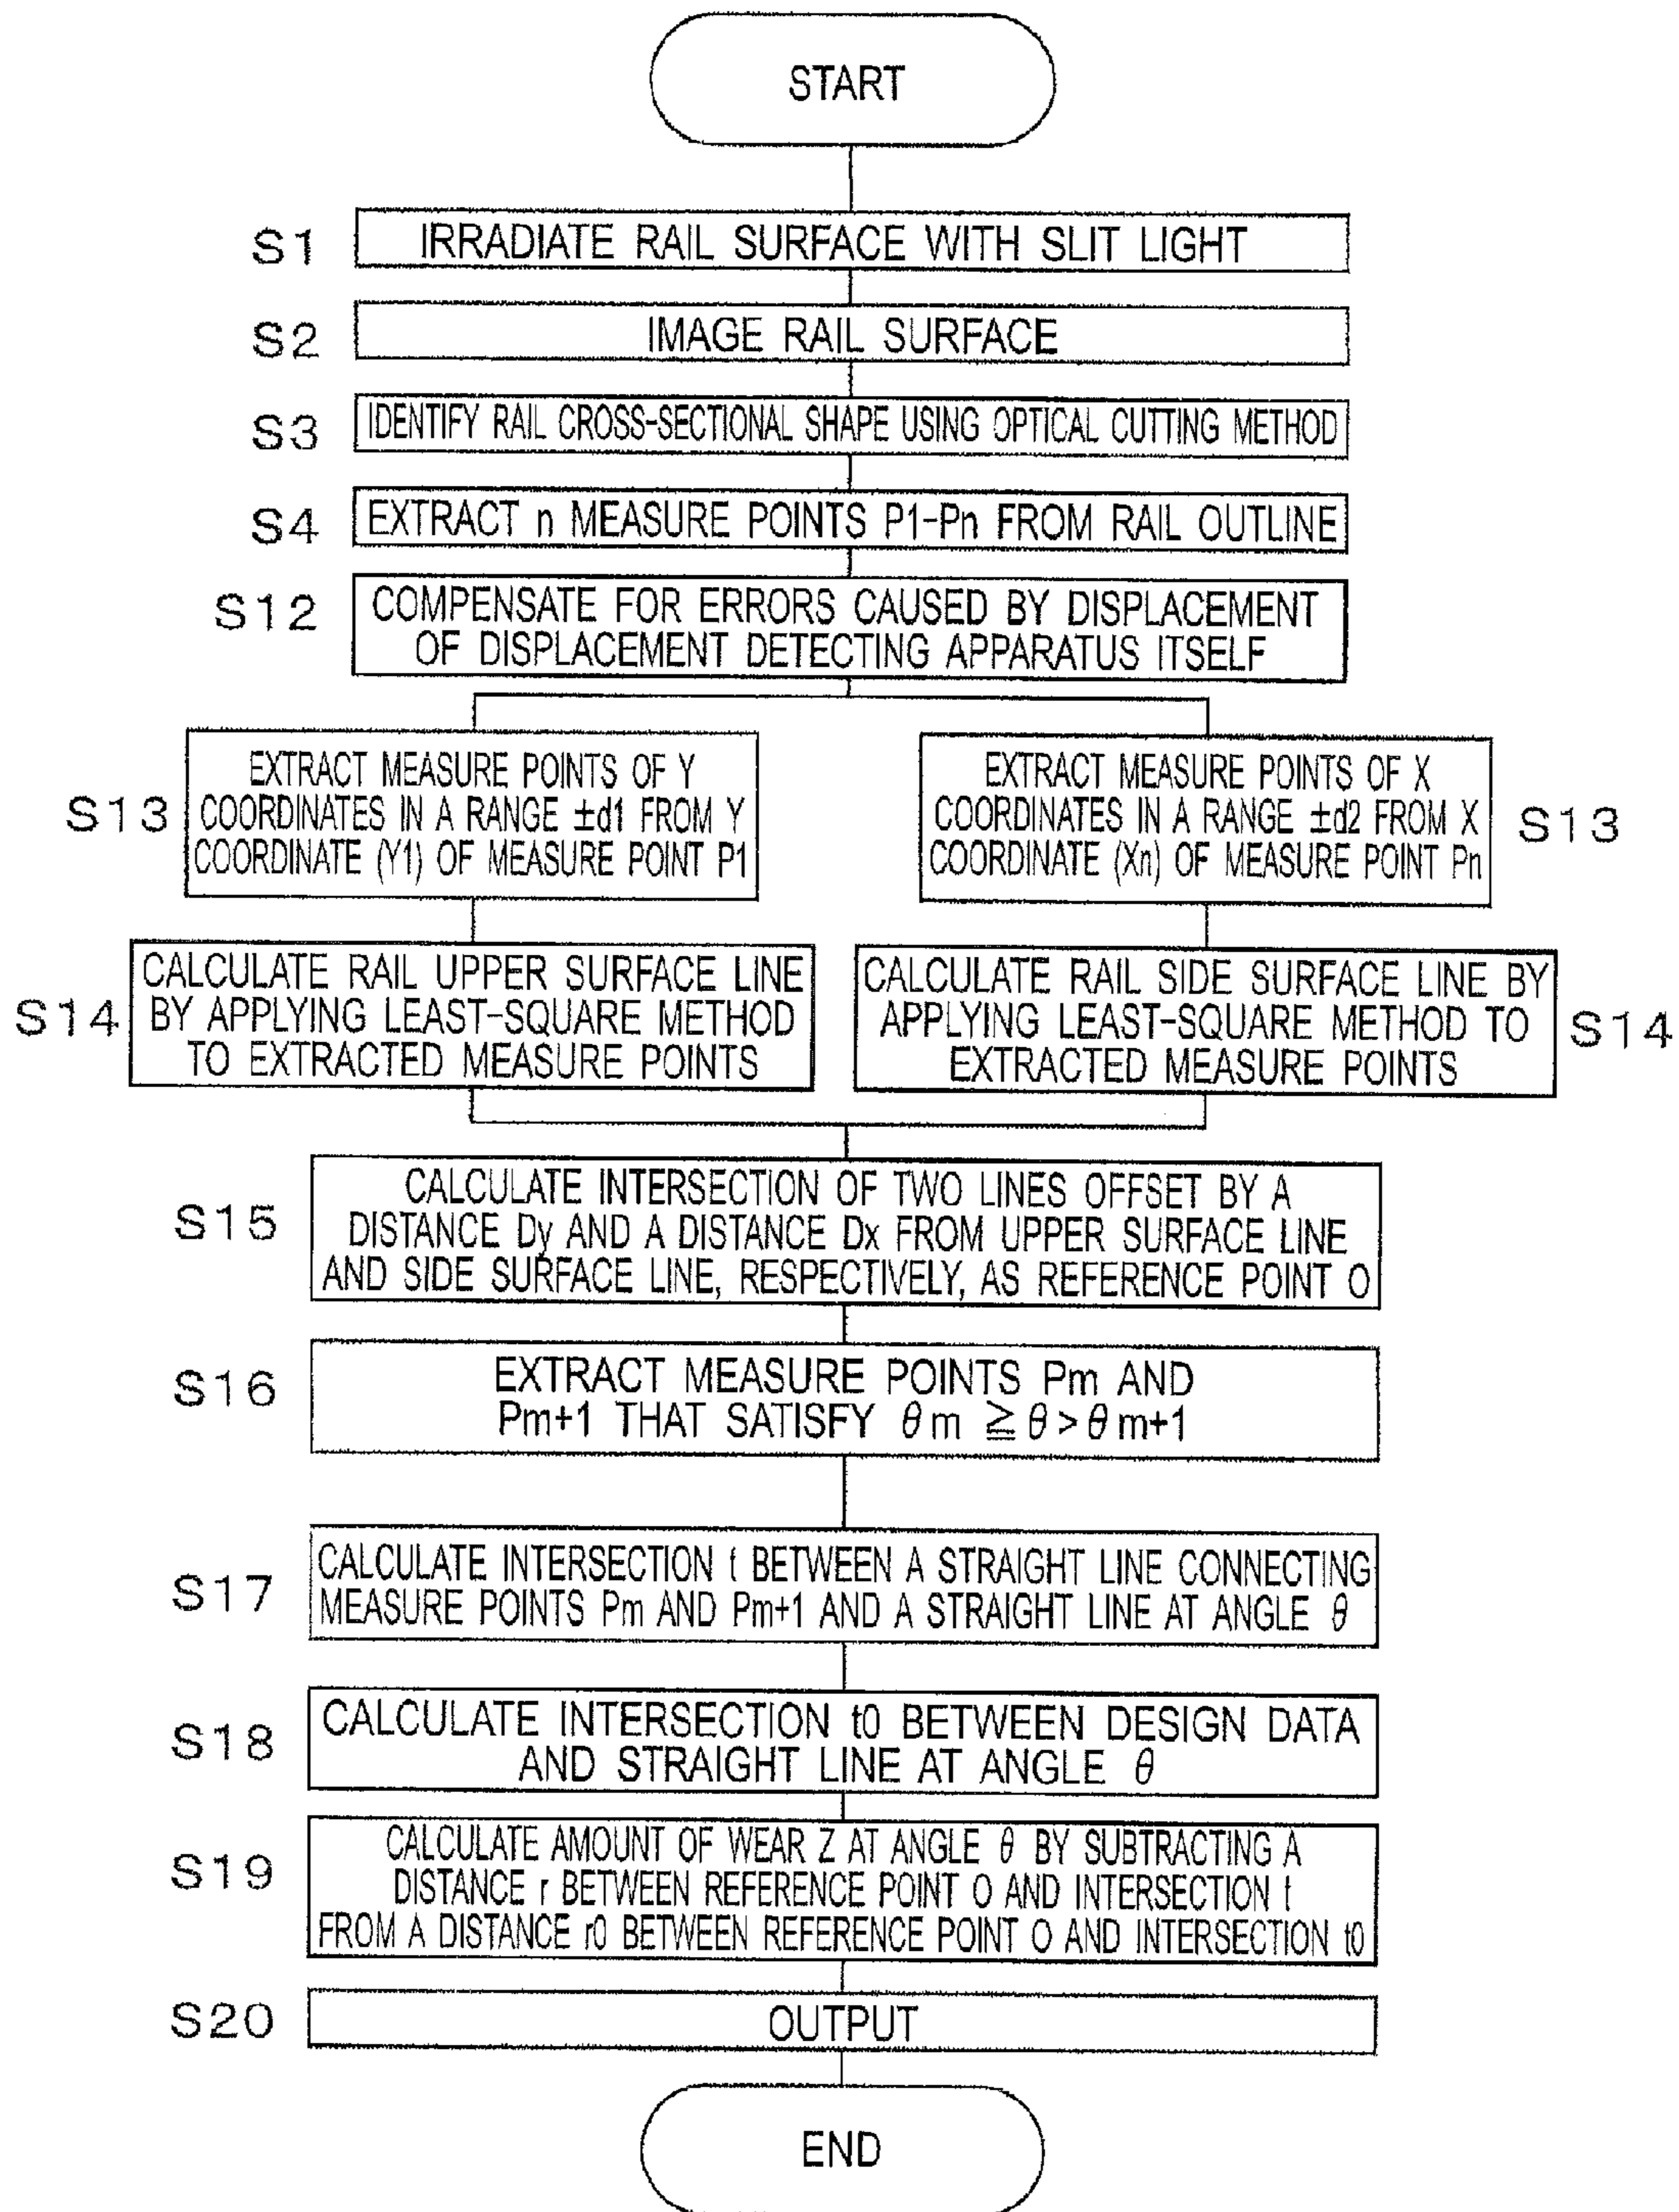 START
S1
IRRADIATE RAIL SURFACE WITH SLIT LIGHT
S2
IMAGE RAIL SURFACE
S3
IDENTIFY RAIL CROSS-SECTIONAL SHAPE USING OPTICAL CUTTING METHOD
S4
EXTRACT n MEASURE POINTS P1-Pn FROM RAIL OUTLINE
S12
COMPENSATE FOR ERRORS CAUSED BY DISPLACEMENT
OF DISPLACEMENT DETECTING APPARATUS ITSELF
S13
EXTRACT MEASURE POINTS OF Y
COORDINATES IN A RANGE ±d1 FROM Y
COORDINATE (Y1) OF MEASURE POINT P1
EXTRACT MEASURE POINTS OF X
COORDINATES IN A RANGE ±d2 FROM X
COORDINATE (Xn) OF MEASURE POINT Pn
S13
S14
CALCULATE RAIL UPPER SURFACE LINE
BY APPLYING LEAST-SQUARE METHOD
TO EXTRACTED MEASURE POINTS
CALCULATE RAIL SIDE SURFACE LINE BY
APPLYING LEAST-SQUARE METHOD TO
EXTRACTED MEASURE POINTS
S14
S15
CALCULATE INTERSECTION OF TWO LINES OFFSET BY A
DISTANCE Dy AND A DISTANCE Dx FROM UPPER SURFACE LINE
AND SIDE SURFACE LINE, RESPECTIVELY, AS REFERENCE POINT O
S16
EXTRACT MEASURE POINTS Pm AND
Pm+1 THAT SATISFY θm ≧ θ > θm+1
S17
CALCULATE INTERSECTION t BETWEEN A STRAIGHT LINE CONNECTING
MEASURE POINTS Pm AND Pm+1 AND A STRAIGHT LINE AT ANGLE θ
S18
CALCULATE INTERSECTION t0 BETWEEN DESIGN DATA
AND STRAIGHT LINE AT ANGLE θ
S19
CALCULATE AMOUNT OF WEAR Z AT ANGLE θ BY SUBTRACTING A
DISTANCE r BETWEEN REFERENCE POINT O AND INTERSECTION t
FROM A DISTANCE r0 BETWEEN REFERENCE POINT O AND INTERSECTION t0
S20
OUTPUT
END